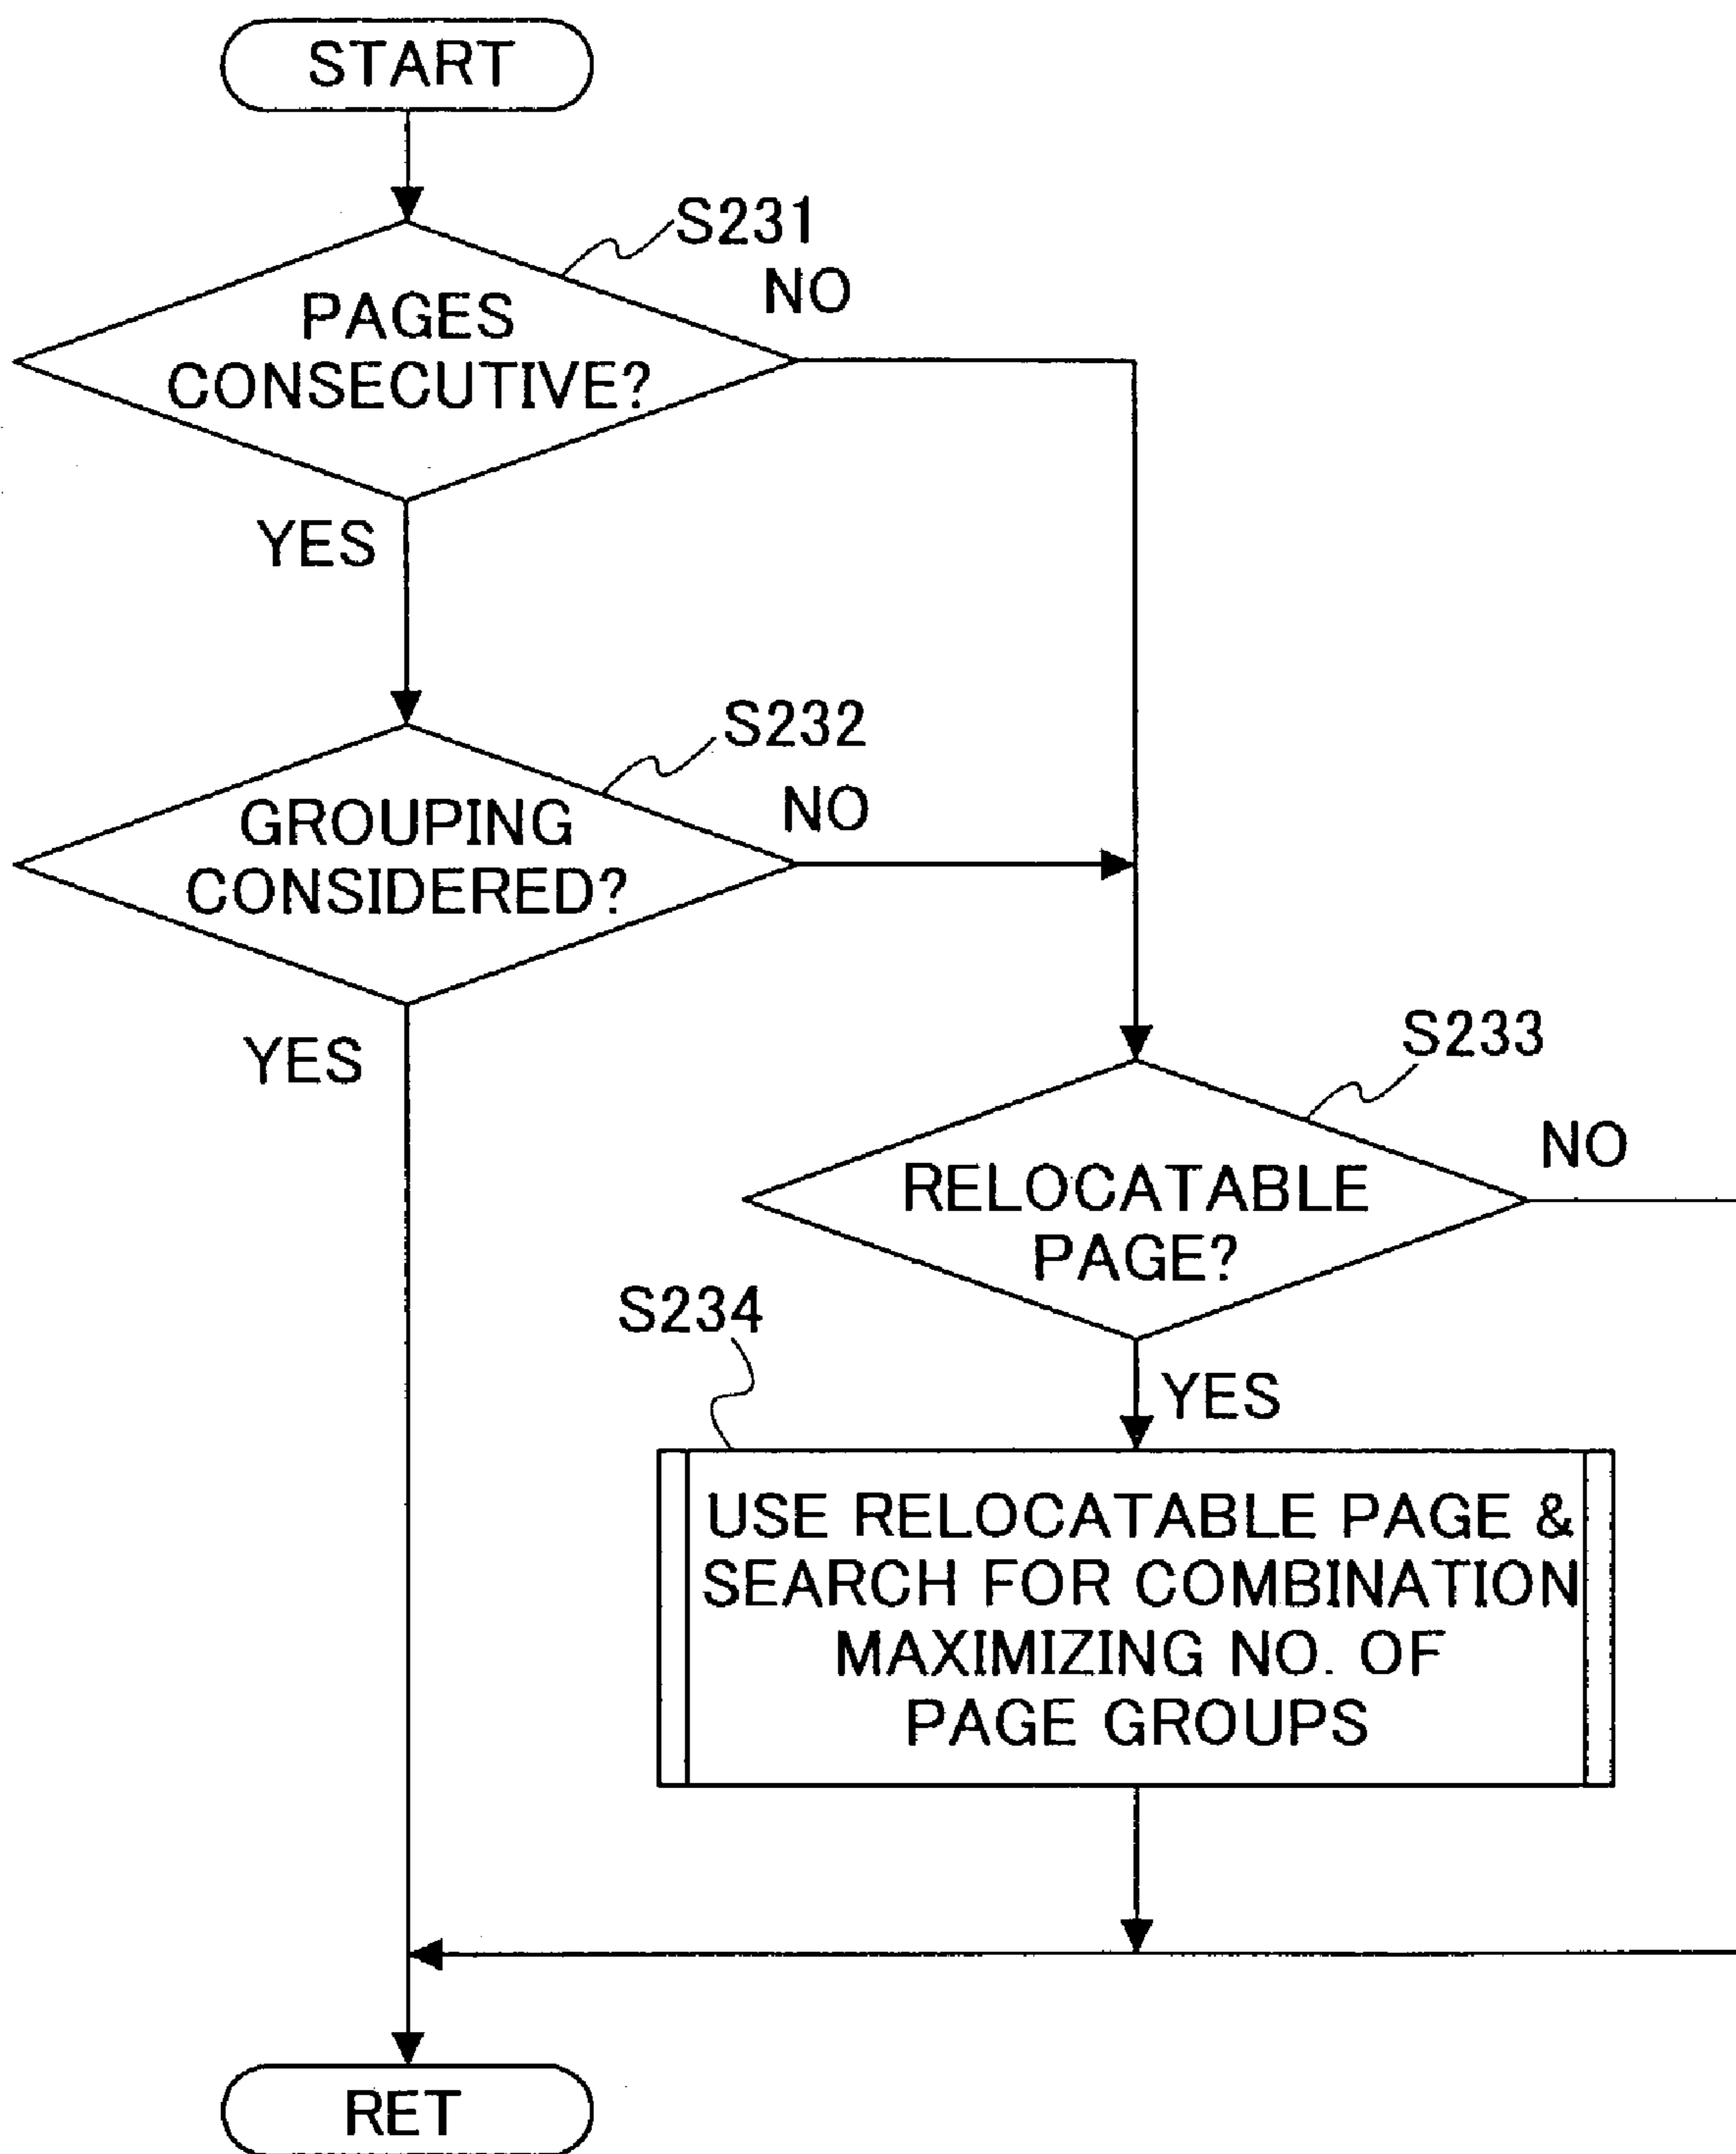 START
S231
NO
PAGES
CONSECUTIVE?
YES
S232
NO
GROUPING
CONSIDERED?
YES
S233
NO
RELOCATABLE
PAGE?
S234
YES
USE RELOCATABLE PAGE &
SEARCH FOR COMBINATION
MAXIMIZING NO. OF
PAGE GROUPS
RET